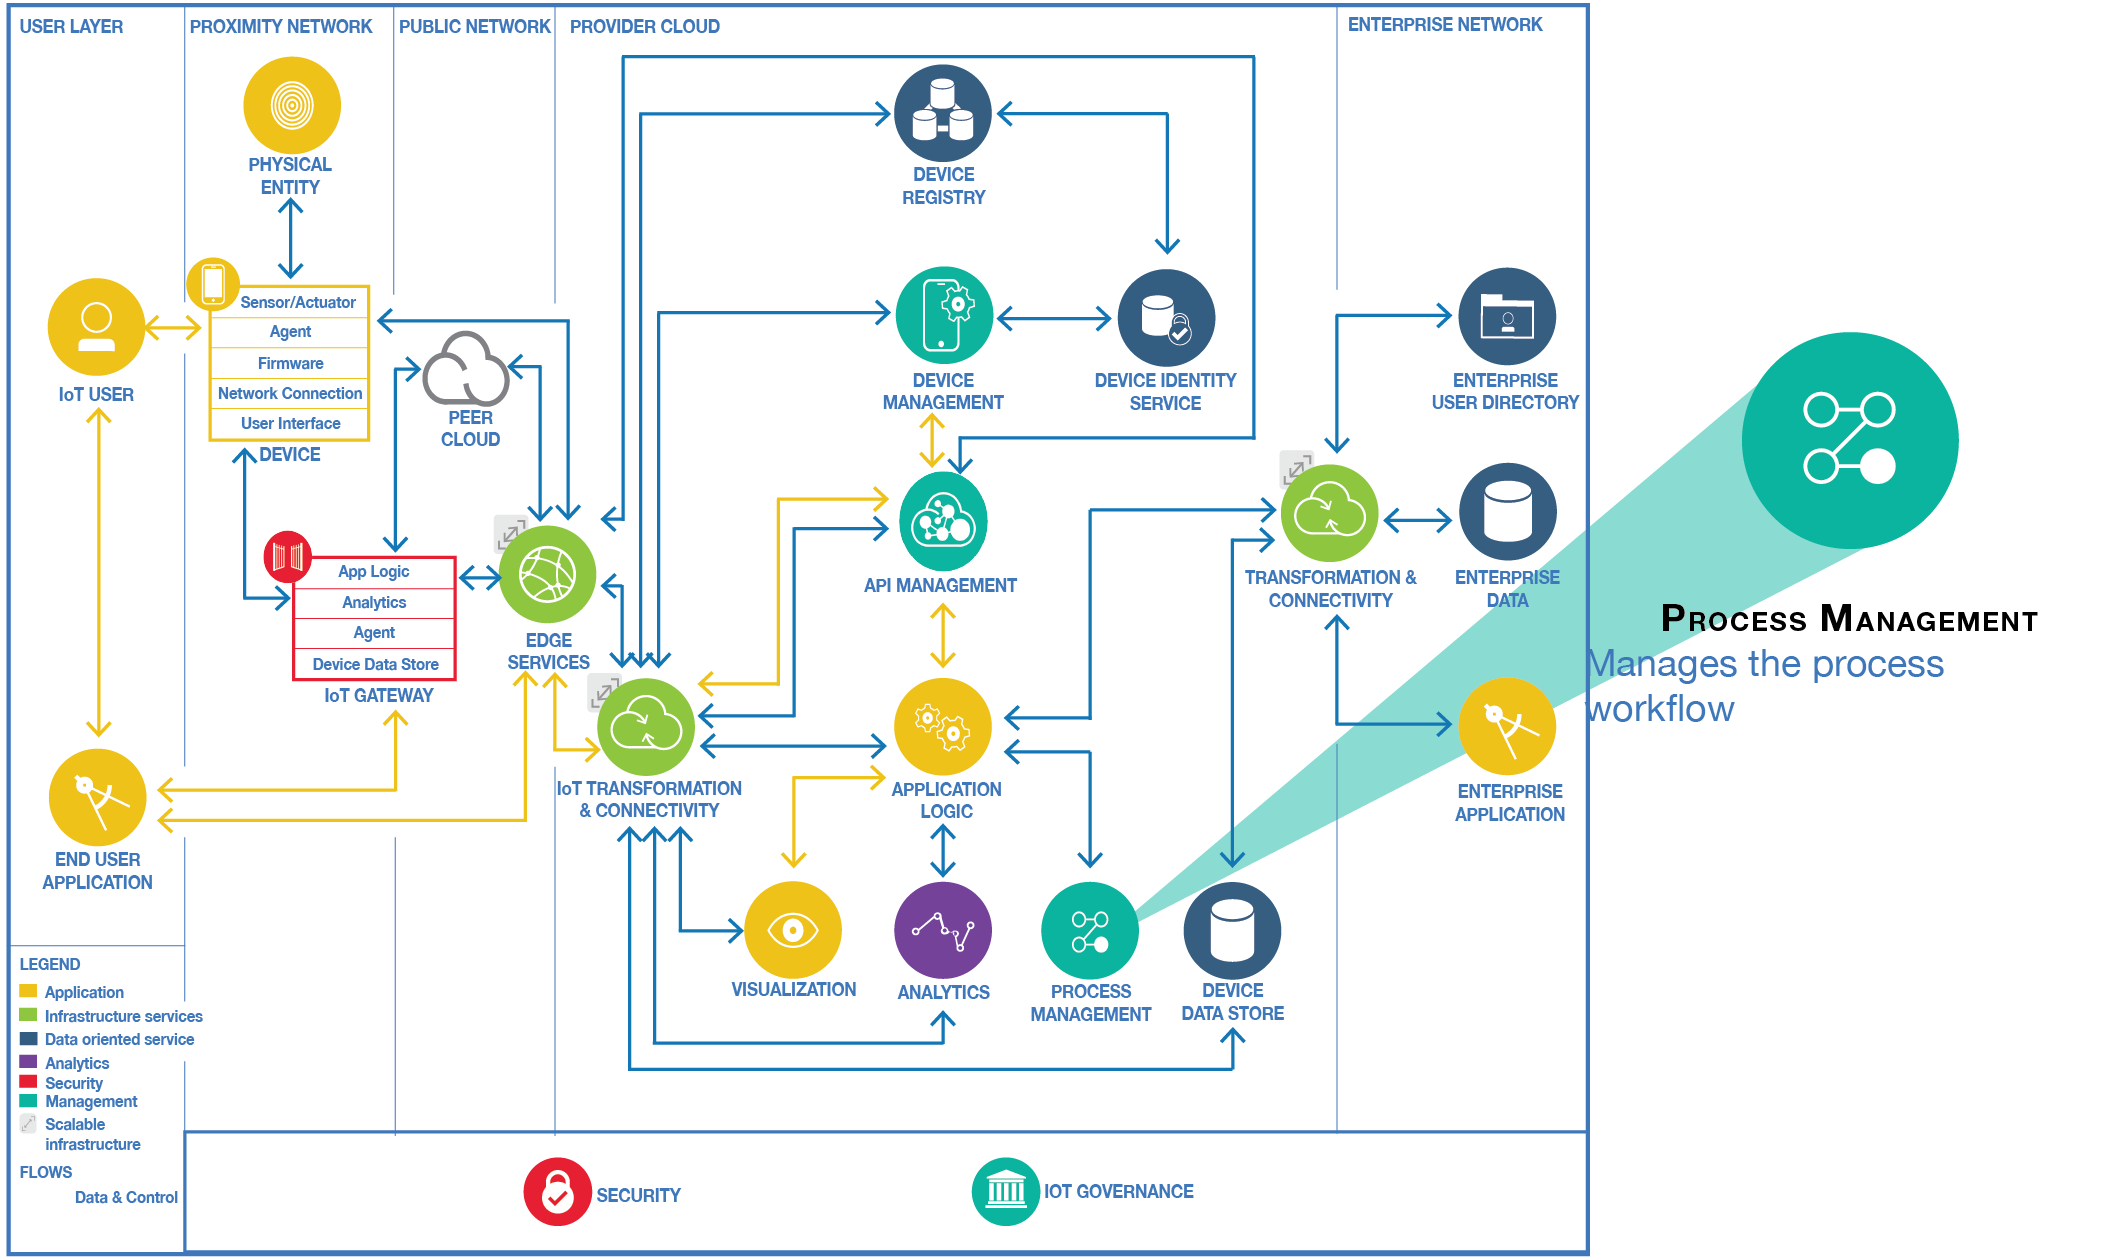 USER LAYER
PROXIMITY NETWORK
PUBLIC NETWORK
PROVIDER CLOUD
ENTERPRISE NETWORK
PHYSICAL
ENTITY
IoT USER
Sensor/Actuator
Agent
Firmware
Network Connection
User Interface
DEVICE
PEER
CLOUD
App Logic
Analytics
Agent
Device Data Store
IoT GATEWAY
END USER
APPLICATION
EDGE
SERVICES
IoT TRANSFORMATION
& CONNECTIVITY
DEVICE
REGISTRY
DEVICE
MANAGEMENT
DEVICE IDENTITY
SERVICE
API MANAGEMENT
APPLICATION
LOGIC
VISUALIZATION
ANALYTICS
PROCESS
MANAGEMENT
DEVICE
DATA STORE
TRANSFORMATION &
CONNECTIVITY
ENTERPRISE
USER DIRECTORY
ENTERPRISE
DATA
ENTERPRISE
APPLICATION
PROCESS MANAGEMENT
Manages the process
workflow
LEGEND
Application
Infrastructure services
Data oriented service
Analytics
Security
Management
Scalable
infrastructure
FLOWS
Data & Control
SECURITY
IOT GOVERNANCE